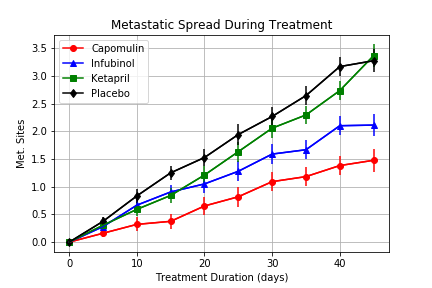 Metastatic Spread During Treatment
Met. Sites
3.5
3.0
2.5
2.0
1.5
1.0
0.5
0.0
Capomulin
Infubinol
Ketapril
Placebo
0 10 20 30 40
Treatment Duration (days)